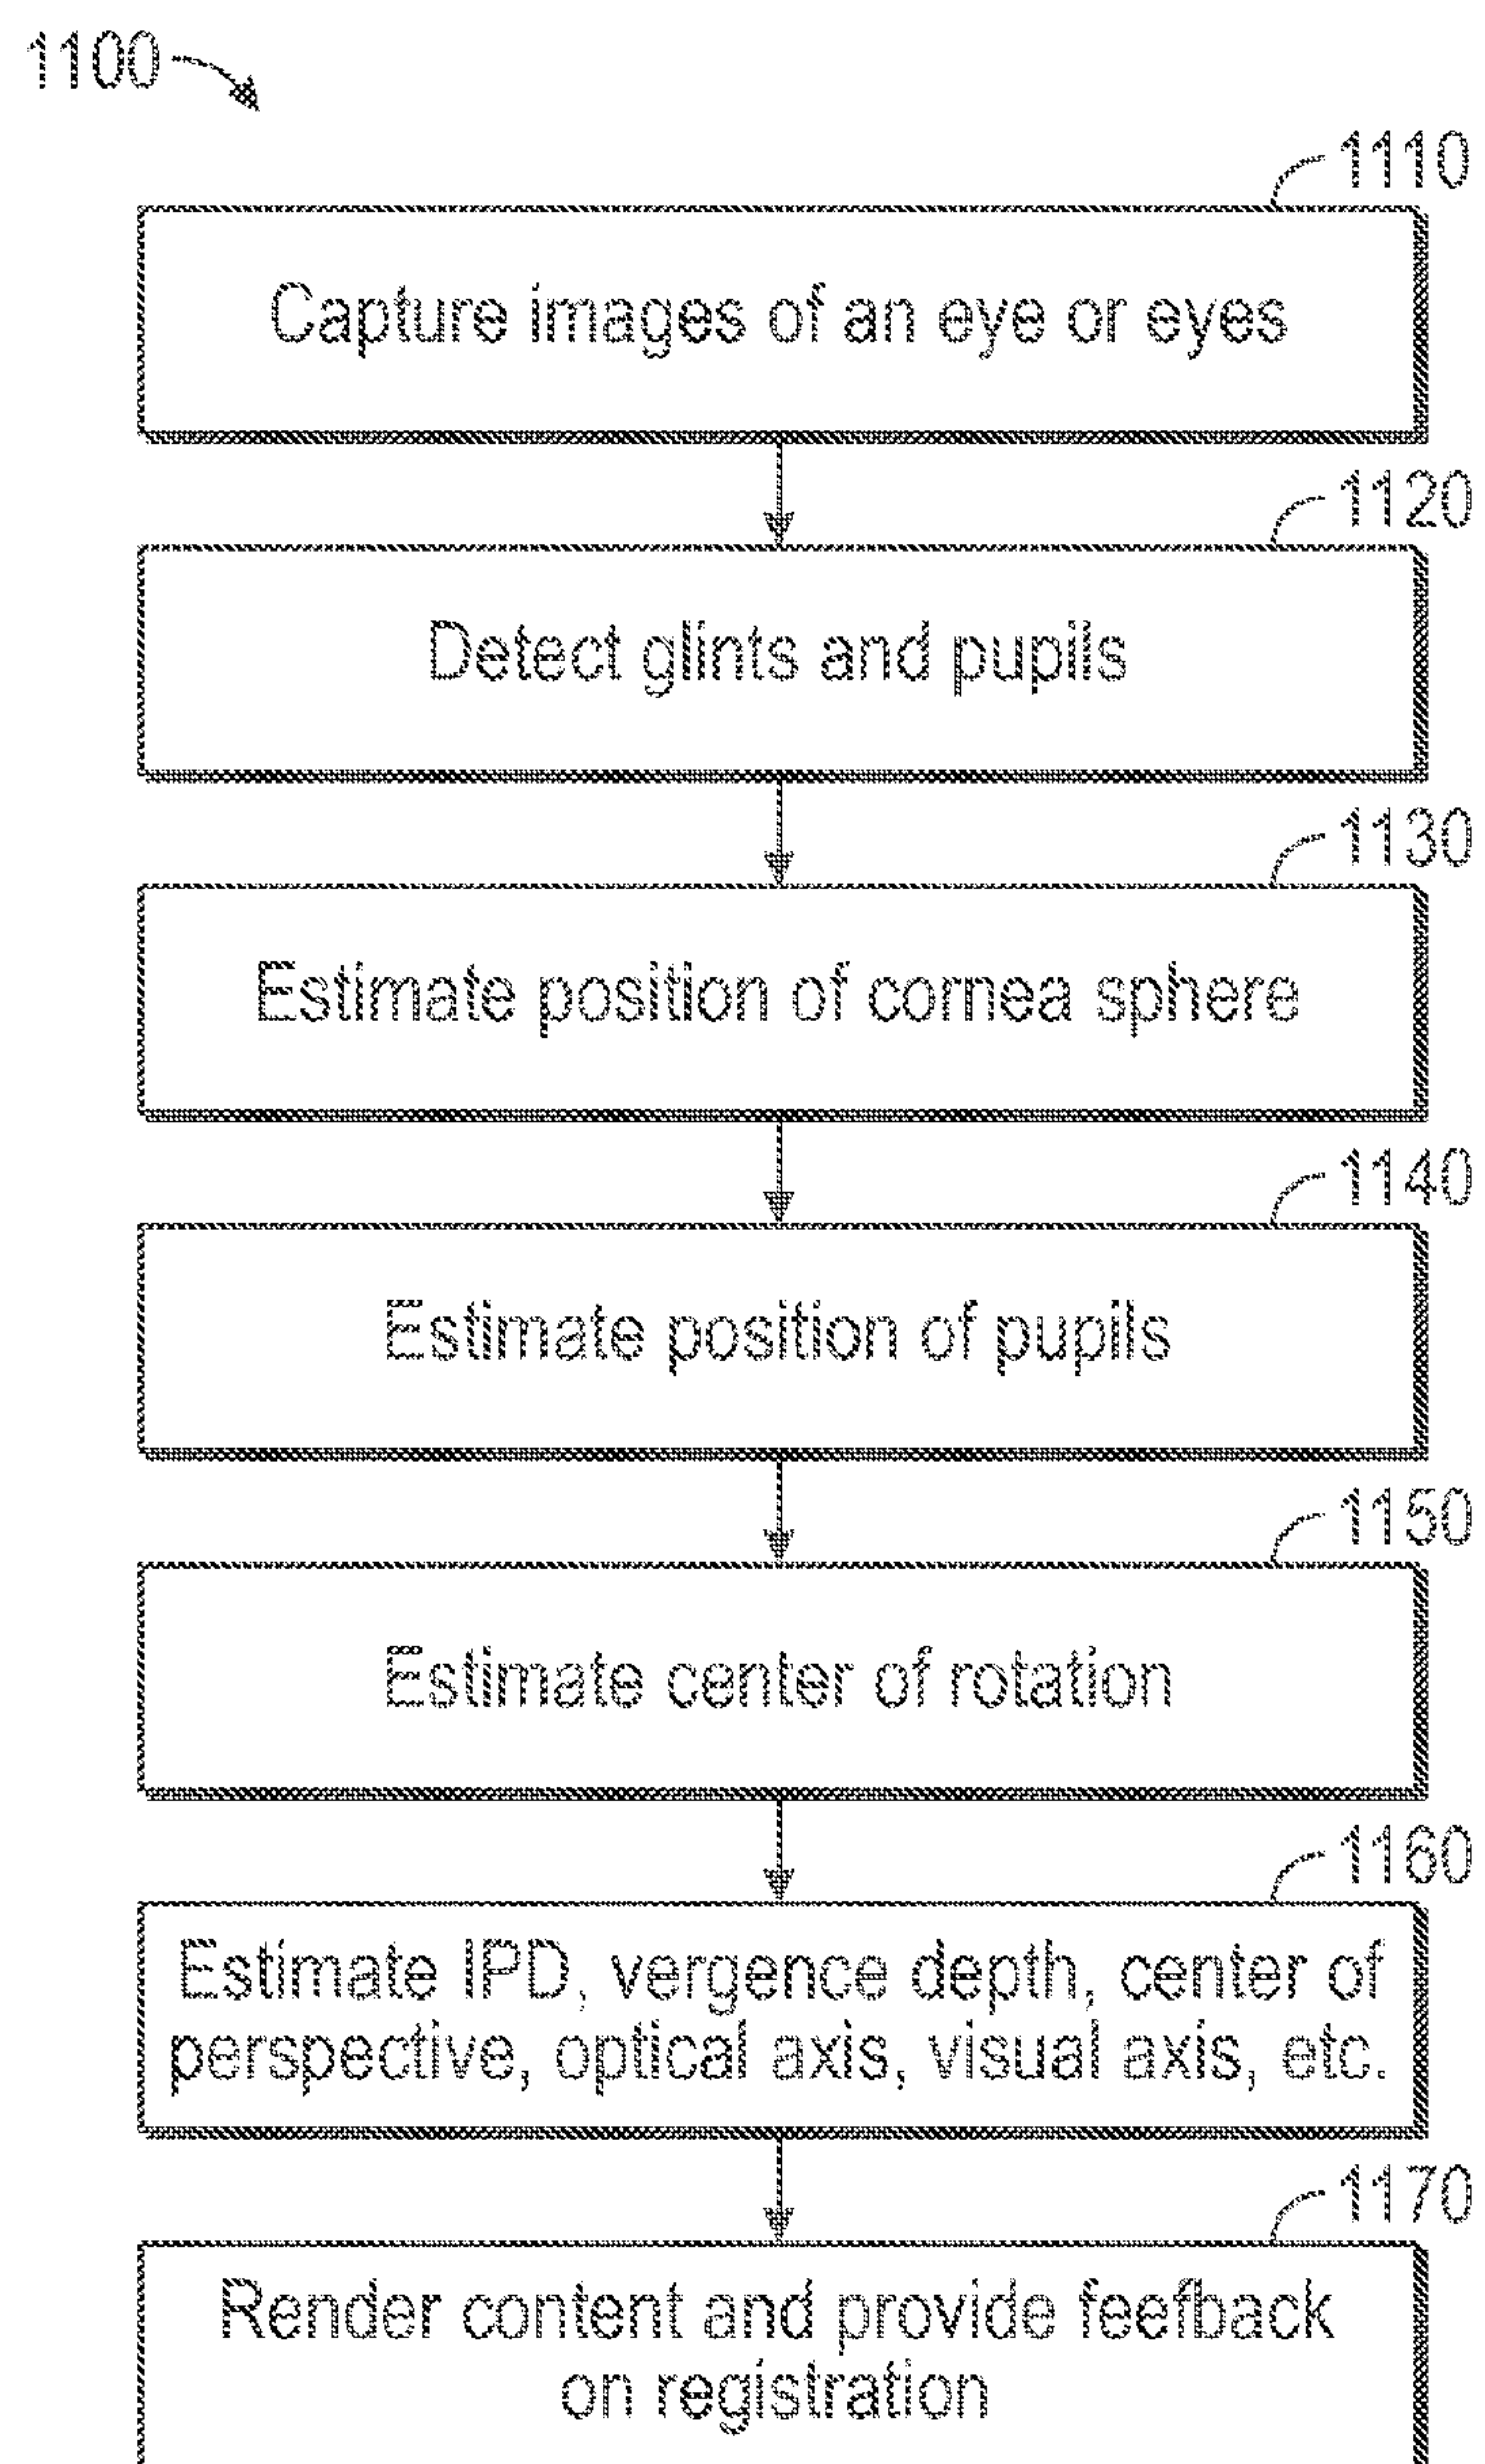 1100
1110
Capture images of an eye or eyes
1120
Detect glints and pupils
1130
Estimate position of cornea sphere
1140
Estimate position of pupils
1150
Estimate center of rotation
1160
Estimate IPD, vergence depth, center of
perspective, optical axis, visual axis, etc.
1170
Render content and provide feefback
on registration